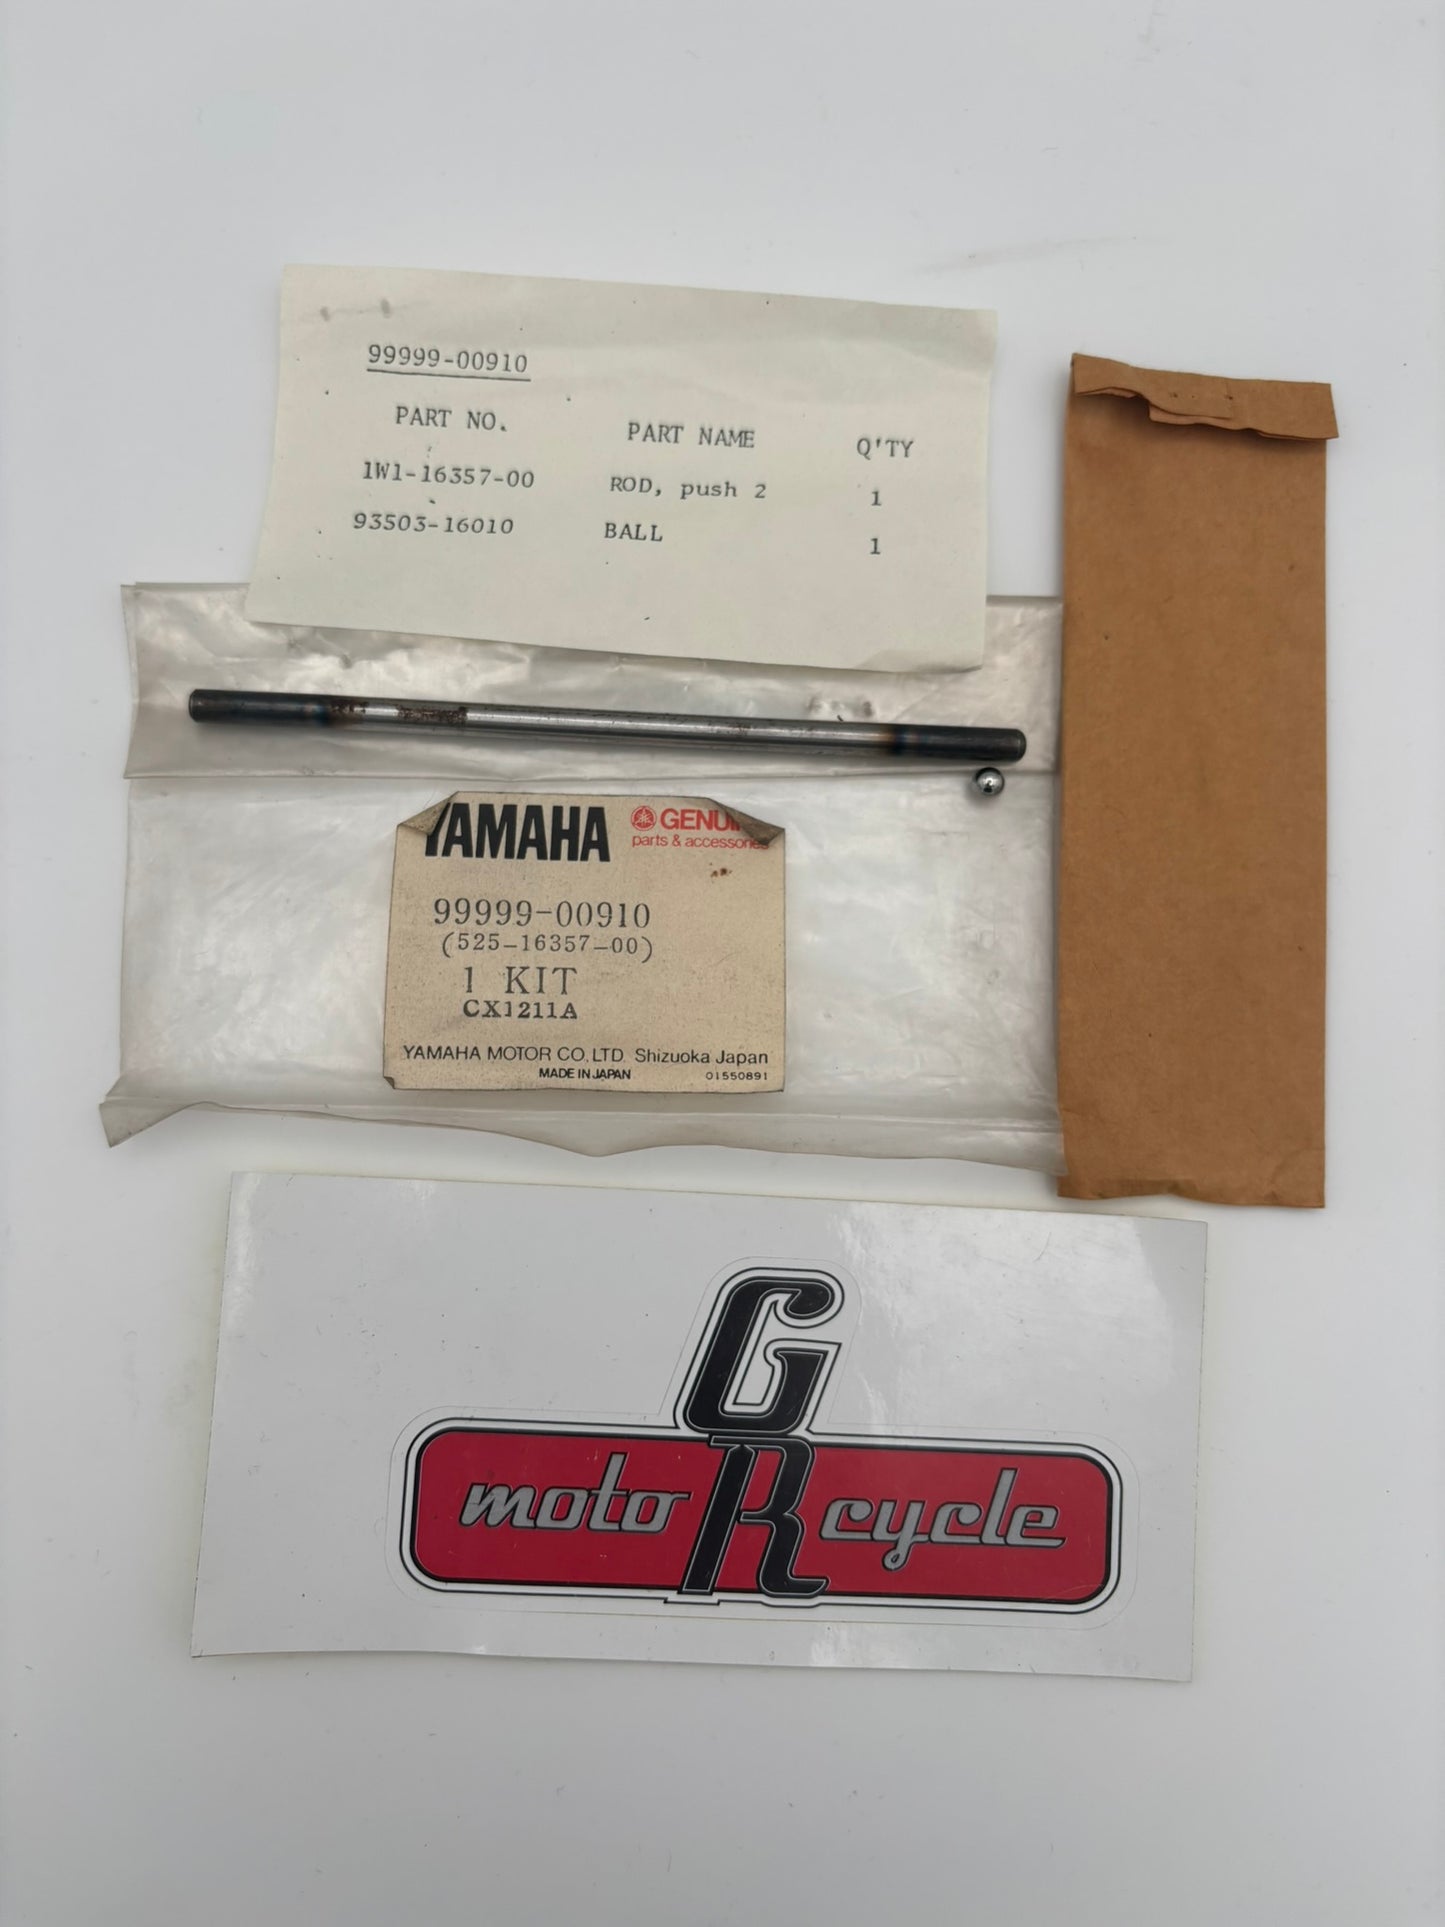 99999-00910
PART NO. PART NAME Q'TY
1W1-16357-00 ROD, push 2 1
93503-16010 BALL 1
YAMAHA GENUINE
parts & accessories
99999-00910
(525-16357-00)
1 KIT
CX1211A
YAMAHA MOTOR CO.,LTD. Shizuoka Japan
MADE IN JAPAN 01550891
G
motoRcycle